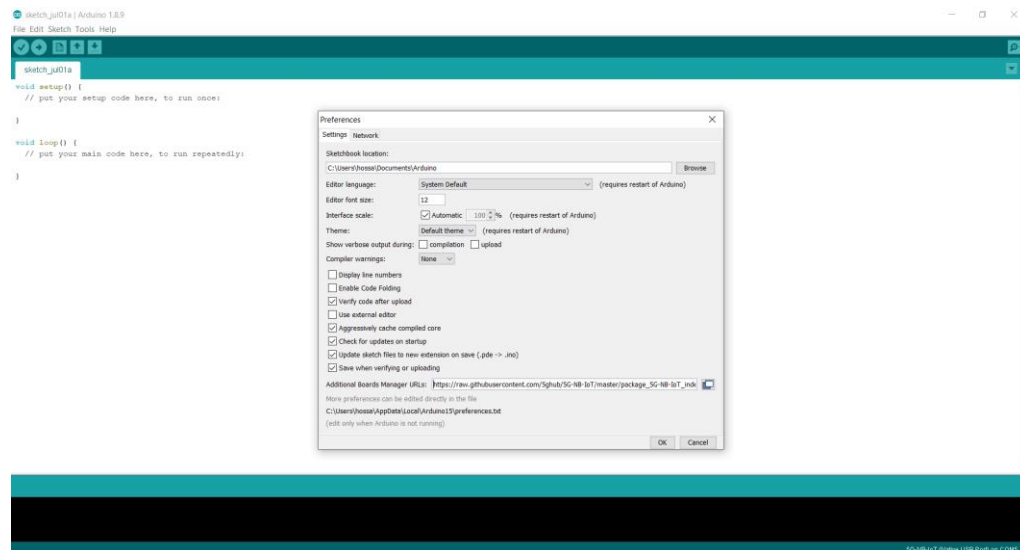 sketch_jul01a | Arduino 1.8.9
File Edit Sketch Tools Help
sketch_jul01a
void setup() {
// put your setup code here, to run once:
}
void loop() {
// put your main code here, to run repeatedly:
}
Preferences
Settings Network
Sketchbook location:
C:\Users\hosse\Documents\Arduino Browse
Editor language: System Default (requires restart of Arduino)
Editor font size: 12
Interface scale: Automatic 100 % (requires restart of Arduino)
Theme: Default theme (requires restart of Arduino)
Show verbose output during: compilation upload
Compiler warnings: None
Display line numbers
Enable Code Folding
Verify code after upload
Use external editor
Aggressively cache compiled core
Check for updates on startup
Update sketch files to new extension on save (.pde -> .ino)
Save when verifying or uploading
Additional Boards Manager URLs: https://raw.githubusercontent.com/5ghub/5G-NB-IoT/master/package_5G-NB-IoT_inde
More preferences can be edited directly in the file
C:\Users\hosse\AppData\Local\Arduino15\preferences.txt
(edit only when Arduino is not running)
OK Cancel
5G-NB-IoT (Native USB Port) on COM5